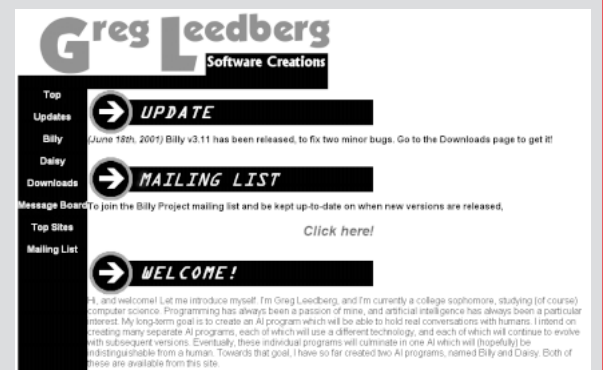 Greg Leedberg
Software Creations
Top
Updates
Billy
Daisy
Downloads
Message Board
Top Sites
Mailing List
UPDATE
(June 18th, 2001) Billy v3.11 has been released, to fix two minor bugs. Go to the Downloads page to get it!
MAILING LIST
To join the Billy Project mailing list and be kept up-to-date on when new versions are released,
Click here!
WELCOME!
Hi, and welcome! Let me introduce myself. I'm Greg Leedberg, and I'm currently a college sophomore, studying (of course)
computer science. Programming has always been a passion of mine, and artificial intelligence has always been a particular
interest. My long-term goal is to create an AI program which will be able to hold real conversations with humans. I intend on
creating many separate AI programs, each of which will use a different technology, and each of which will continue to evolve
with subsequent versions. Eventually, these individual programs will culminate in one AI which will (hopefully) be
indistinguishable from a human. Towards that goal, I have so far created two AI programs, named Billy and Daisy. Both of
these are available from this site.